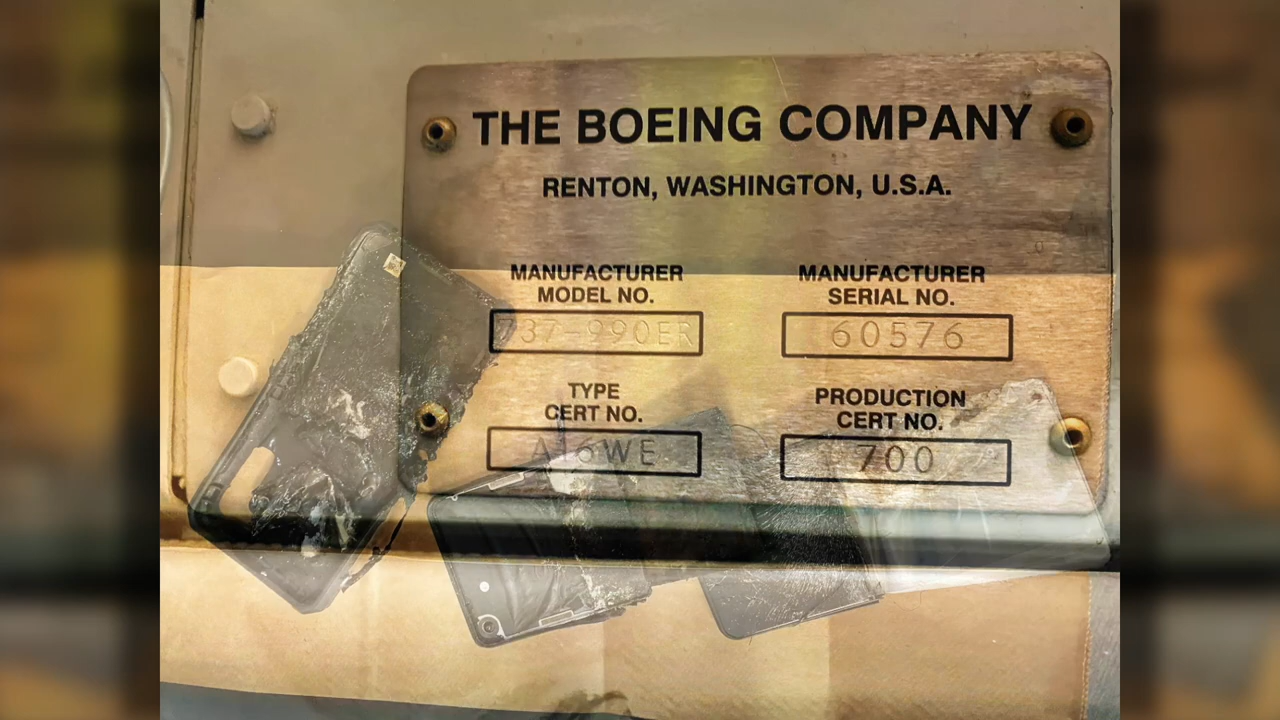 THE BOEING COMPANY
RENTON, WASHINGTON, U.S.A.
MANUFACTURER
MODEL NO.
737-990ER
MANUFACTURER
SERIAL NO.
60576
TYPE
CERT NO.
A16WE
PRODUCTION
CERT NO.
700